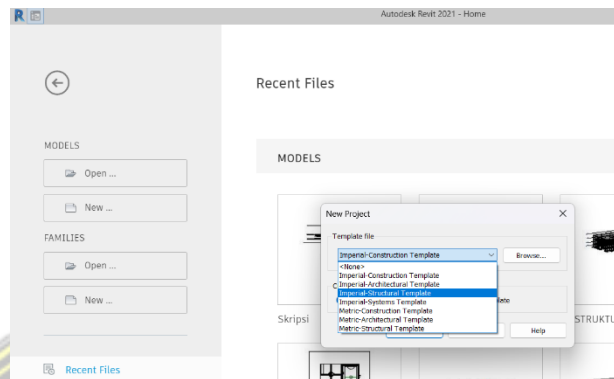 Autodesk Revit 2021 - Home
Recent Files
MODELS
Open ...
New ...
FAMILIES
Open ...
New ...
Recent Files
MODELS
New Project
Template file
Imperial-Construction Template
Browse...
<None>
Imperial-Construction Template
Imperial-Architectural Template
Imperial-Structural Template
Imperial-Systems Template
Metric-Construction Template
Metric-Architectural Template
Metric-Structural Template
Help
Skripsi
STRUKTU